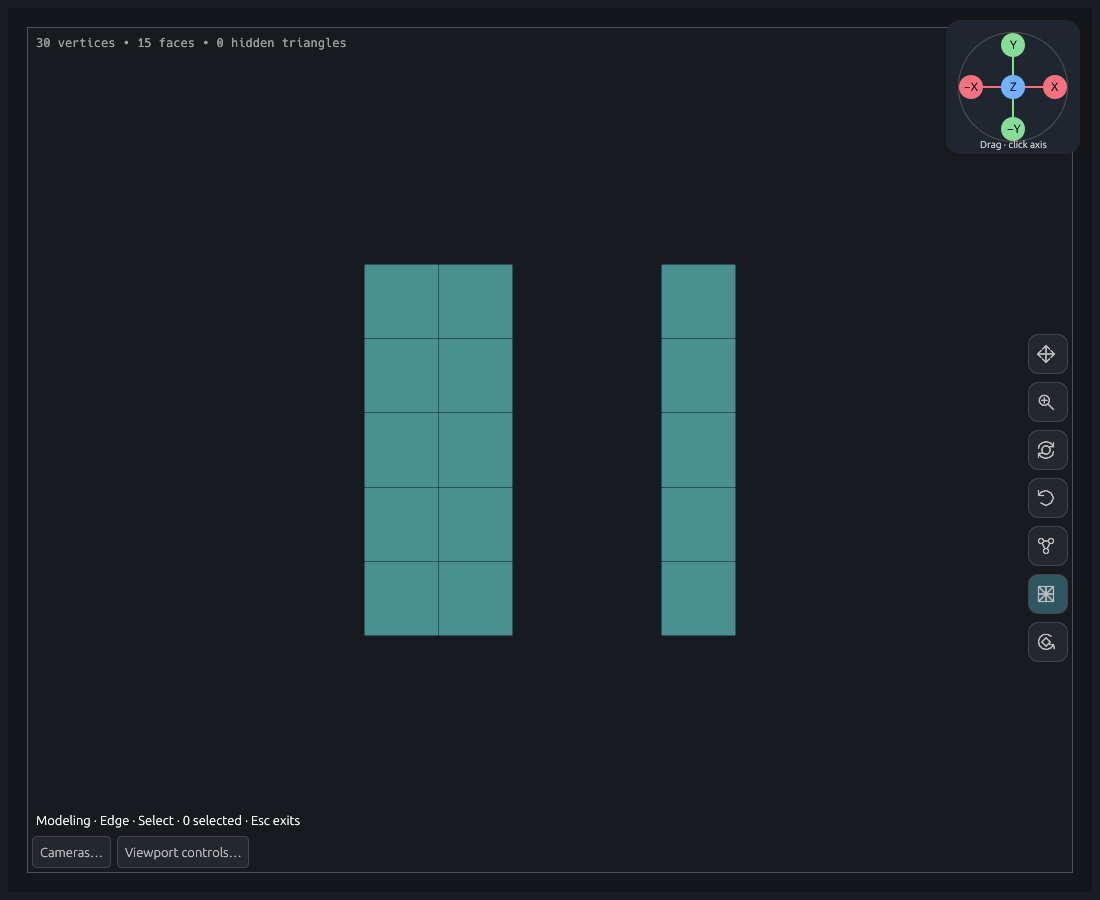 30 vertices • 15 faces • 0 hidden triangles
Y
−X
Z
X
−Y
Drag · click axis
Modeling · Edge · Select · 0 selected · Esc exits
Cameras…
Viewport controls…